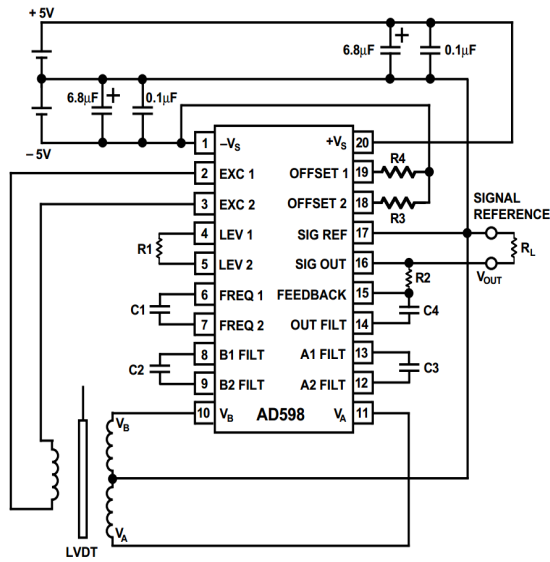 + 5V
6.8µF
+
0.1µF
6.8µF
+
0.1µF
– 5V
1 –VS
+VS 20
2 EXC 1
OFFSET 1 19
R4
3 EXC 2
OFFSET 2 18
R3
4 LEV 1
SIG REF 17
SIGNAL
REFERENCE
R1
RL
5 LEV 2
SIG OUT 16
VOUT
R2
6 FREQ 1
FEEDBACK 15
C1
C4
7 FREQ 2
OUT FILT 14
8 B1 FILT
A1 FILT 13
C2
C3
9 B2 FILT
A2 FILT 12
10 VB
AD598
VA 11
VB
VA
LVDT